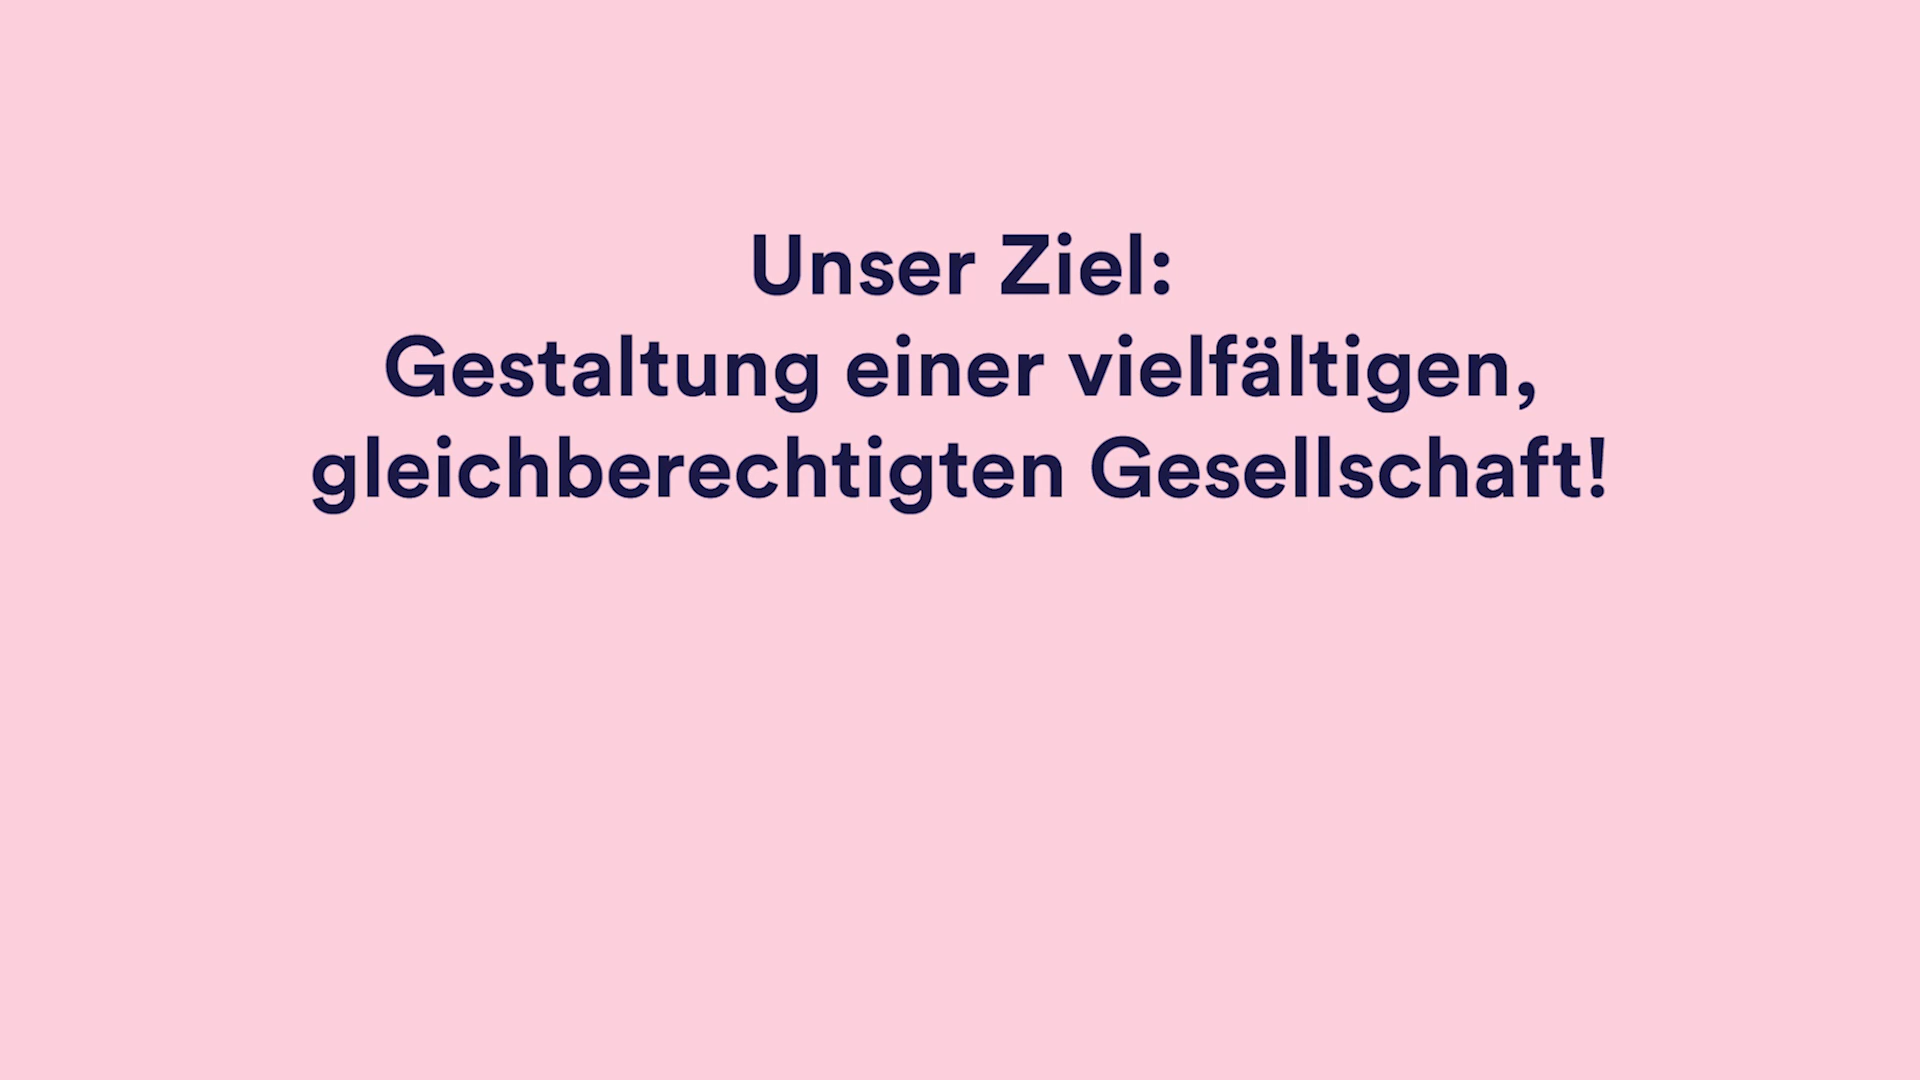 Unser Ziel:
Gestaltung einer vielfältigen,
gleichberechtigten Gesellschaft!